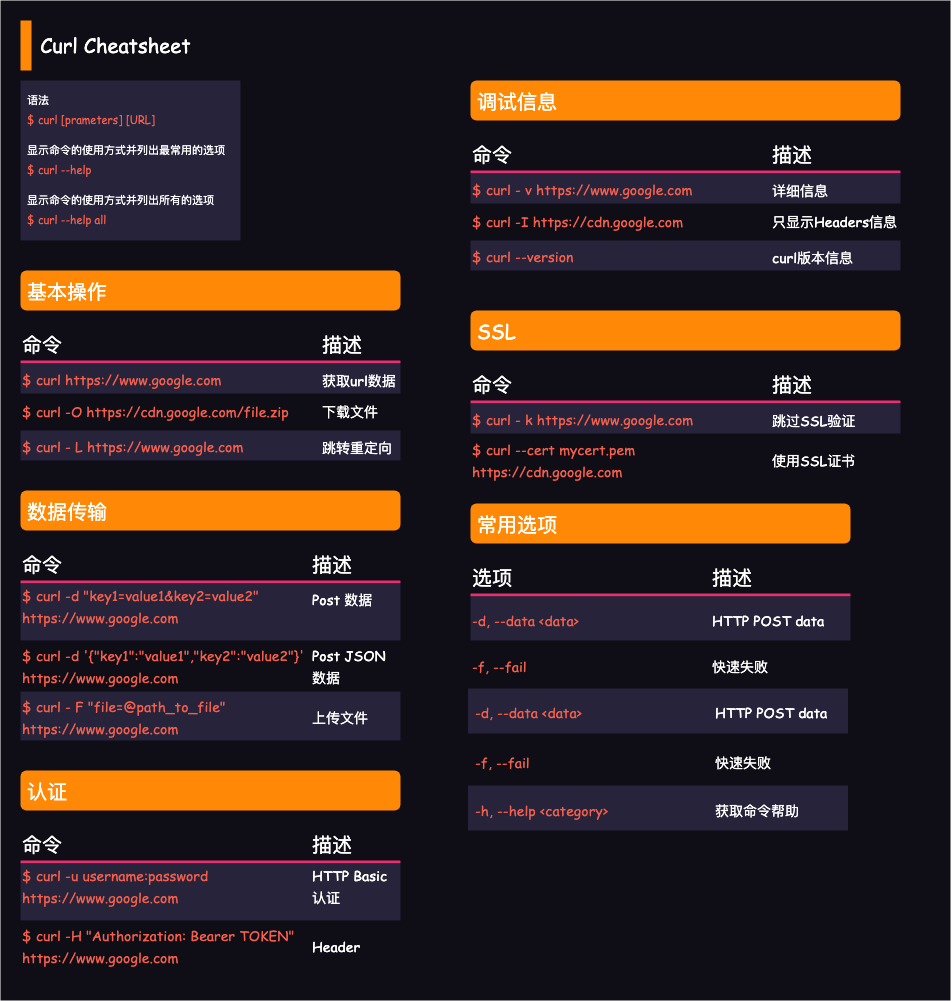 Curl Cheatsheet
语法
$ curl [prameters] [URL]
显示命令的使用方式并列出最常用的选项
$ curl --help
显示命令的使用方式并列出所有的选项
$ curl --help all
基本操作
命令 描述
$ curl https://www.google.com 获取url数据
$ curl -O https://cdn.google.com/file.zip 下载文件
$ curl - L https://www.google.com 跳转重定向
数据传输
命令 描述
$ curl -d "key1=value1&key2=value2" Post 数据
https://www.google.com
$ curl -d '{"key1":"value1","key2":"value2"}' Post JSON
https://www.google.com 数据
$ curl - F "file=@path_to_file" 上传文件
https://www.google.com
认证
命令 描述
$ curl -u username:password HTTP Basic
https://www.google.com 认证
$ curl -H "Authorization: Bearer TOKEN" Header
https://www.google.com
调试信息
命令 描述
$ curl - v https://www.google.com 详细信息
$ curl -I https://cdn.google.com 只显示Headers信息
$ curl --version curl版本信息
SSL
命令 描述
$ curl - k https://www.google.com 跳过SSL验证
$ curl --cert mycert.pem 使用SSL证书
https://cdn.google.com
常用选项
选项 描述
-d, --data <data> HTTP POST data
-f, --fail 快速失败
-d, --data <data> HTTP POST data
-f, --fail 快速失败
-h, --help <category> 获取命令帮助